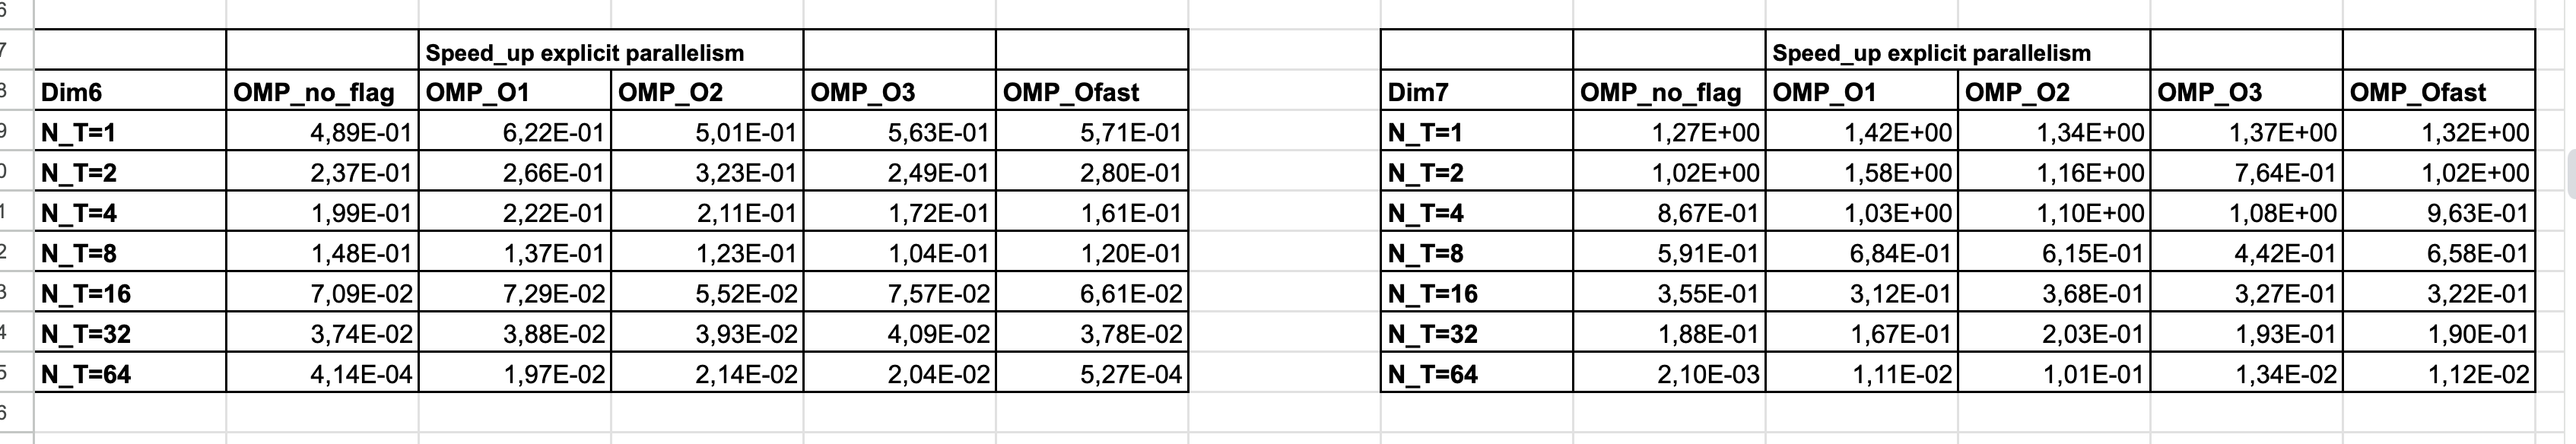 6
7 Speed_up explicit parallelism Speed_up explicit parallelism
8 Dim6 OMP_no_flag OMP_O1 OMP_O2 OMP_O3 OMP_Ofast Dim7 OMP_no_flag OMP_O1 OMP_O2 OMP_O3 OMP_Ofast
9 N_T=1 4,89E-01 6,22E-01 5,01E-01 5,63E-01 5,71E-01 N_T=1 1,27E+00 1,42E+00 1,34E+00 1,37E+00 1,32E+00
0 N_T=2 2,37E-01 2,66E-01 3,23E-01 2,49E-01 2,80E-01 N_T=2 1,02E+00 1,58E+00 1,16E+00 7,64E-01 1,02E+00
1 N_T=4 1,99E-01 2,22E-01 2,11E-01 1,72E-01 1,61E-01 N_T=4 8,67E-01 1,03E+00 1,10E+00 1,08E+00 9,63E-01
2 N_T=8 1,48E-01 1,37E-01 1,23E-01 1,04E-01 1,20E-01 N_T=8 5,91E-01 6,84E-01 6,15E-01 4,42E-01 6,58E-01
3 N_T=16 7,09E-02 7,29E-02 5,52E-02 7,57E-02 6,61E-02 N_T=16 3,55E-01 3,12E-01 3,68E-01 3,27E-01 3,22E-01
4 N_T=32 3,74E-02 3,88E-02 3,93E-02 4,09E-02 3,78E-02 N_T=32 1,88E-01 1,67E-01 2,03E-01 1,93E-01 1,90E-01
5 N_T=64 4,14E-04 1,97E-02 2,14E-02 2,04E-02 5,27E-04 N_T=64 2,10E-03 1,11E-02 1,01E-01 1,34E-02 1,12E-02
6